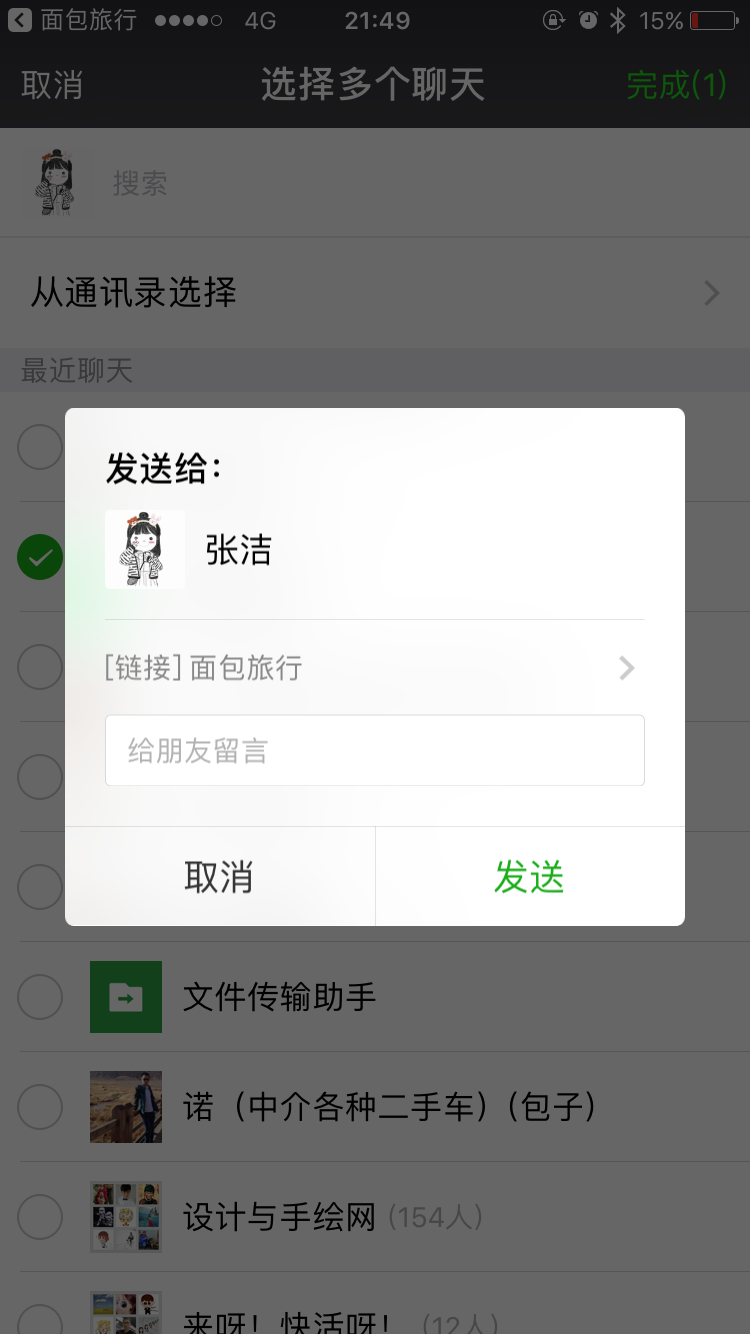 面包旅行 4G 21:49 15%
取消 选择多个聊天 完成(1)
搜索
从通讯录选择
最近聊天
发送给：
张洁
[链接] 面包旅行
给朋友留言
取消 发送
文件传输助手
诺（中介各种二手车）（包子）
设计与手绘网 (154人)
来呀！快活呀！ (12人)